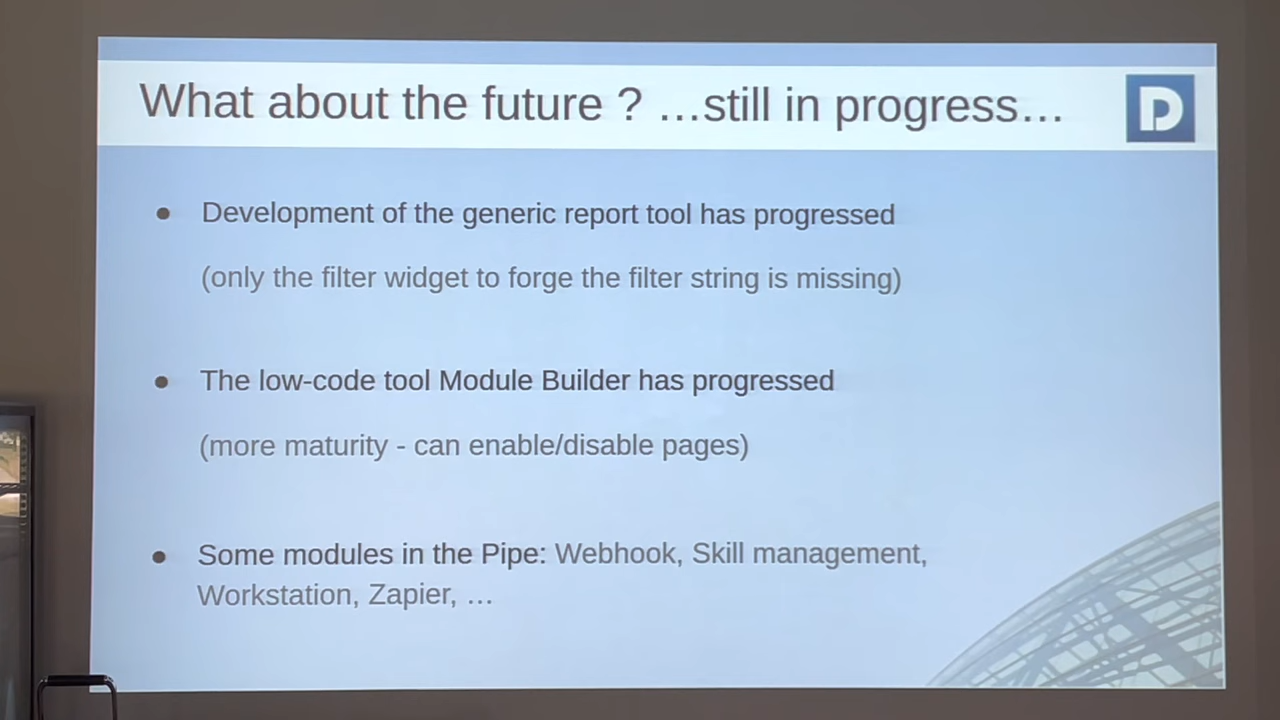 What about the future ? …still in progress…
D
● Development of the generic report tool has progressed
(only the filter widget to forge the filter string is missing)
● The low-code tool Module Builder has progressed
(more maturity - can enable/disable pages)
● Some modules in the Pipe: Webhook, Skill management,
Workstation, Zapier, …